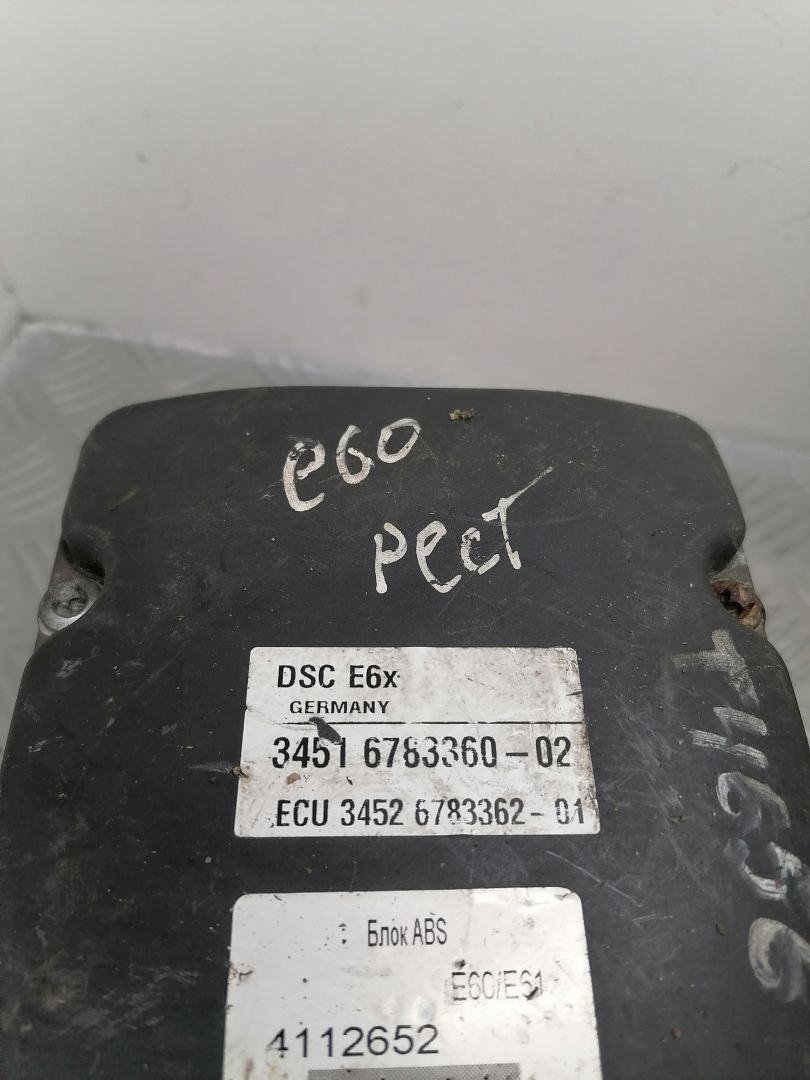 e60
рест
DSC E6x
GERMANY
3451 6783360-02
ECU 3452 6783362-01
Блок ABS
E60/E61
4112652